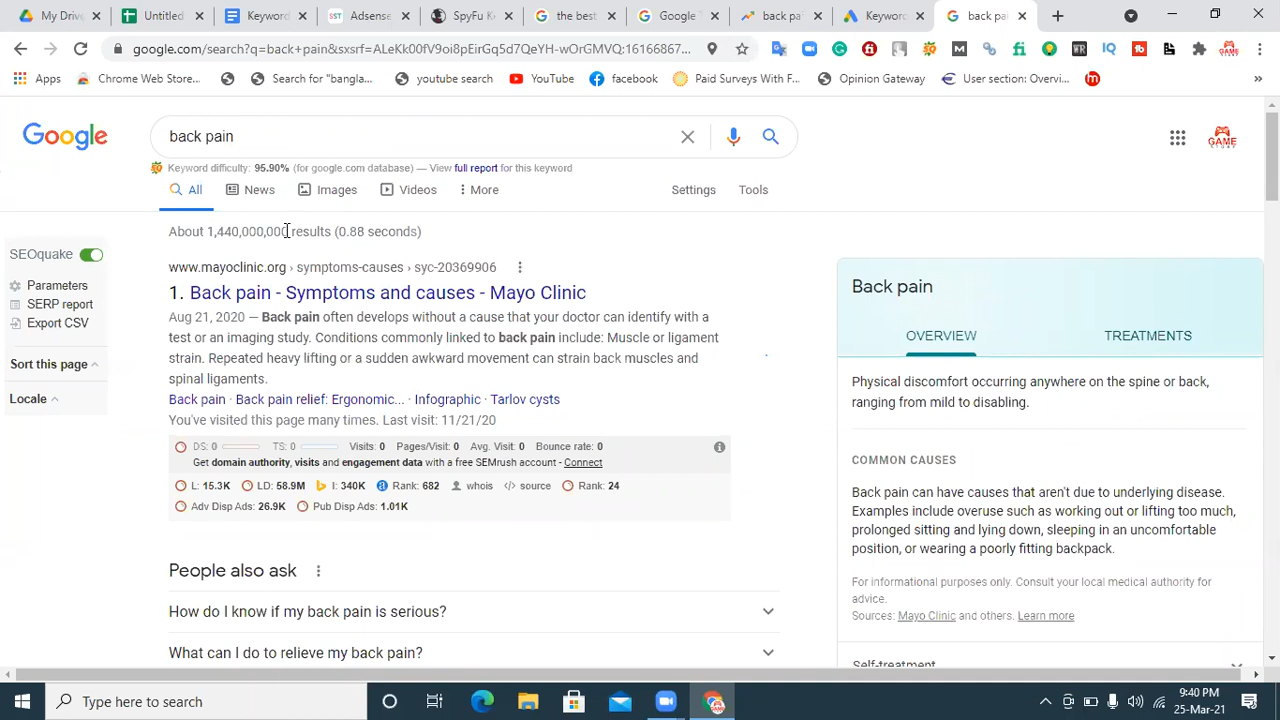 My Drive
Untitled
Keyword
SST Adsense
SpyFu K
the best
Google
back pa
Keyword
back pai
google.com/search?q=back+pain&sxsrf=ALeKk00fV9oi8pEirGq5d7QeYH-wOrGMVQ:16166867...
Apps
Chrome Web Store...
Search for "bangla...
youtube search
YouTube
facebook
Paid Surveys With F...
Opinion Gateway
User section: Overvi...
»
Google
back pain
GAME
Keyword difficulty: 95.90% (for google.com database) — View full report for this keyword
All
News
Images
Videos
More
Settings
Tools
About 1,440,000,000 results (0.88 seconds)
SEOquake
Parameters
SERP report
Export CSV
Sort this page
Locale
www.mayoclinic.org › symptoms-causes › syc-20369906
1. Back pain - Symptoms and causes - Mayo Clinic
Aug 21, 2020 — Back pain often develops without a cause that your doctor can identify with a
test or an imaging study. Conditions commonly linked to back pain include: Muscle or ligament
strain. Repeated heavy lifting or a sudden awkward movement can strain back muscles and
spinal ligaments.
Back pain · Back pain relief: Ergonomic... · Infographic · Tarlov cysts
You've visited this page many times. Last visit: 11/21/20
DS: 0 TS: 0 Visits: 0 Pages/Visit: 0 Avg. Visit: 0 Bounce rate: 0
Get domain authority, visits and engagement data with a free SEMrush account - Connect
L: 15.3K LD: 58.9M I: 340K Rank: 682 whois source Rank: 24
Adv Disp Ads: 26.9K Pub Disp Ads: 1.01K
People also ask
How do I know if my back pain is serious?
What can I do to relieve my back pain?
Back pain
OVERVIEW
TREATMENTS
Physical discomfort occurring anywhere on the spine or back,
ranging from mild to disabling.
COMMON CAUSES
Back pain can have causes that aren't due to underlying disease.
Examples include overuse such as working out or lifting too much,
prolonged sitting and lying down, sleeping in an uncomfortable
position, or wearing a poorly fitting backpack.
For informational purposes only. Consult your local medical authority for
advice.
Sources: Mayo Clinic and others. Learn more
Self-treatment
Type here to search
9:40 PM
25-Mar-21